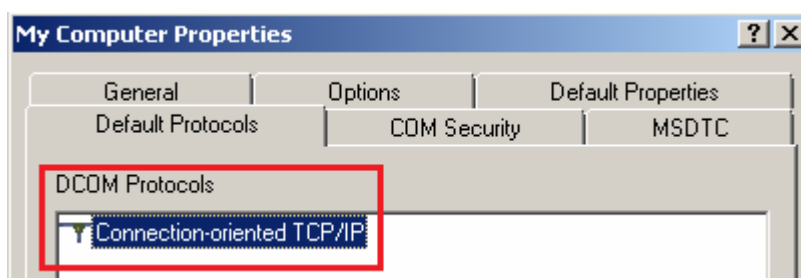 My Computer Properties
General Options Default Properties
Default Protocols COM Security MSDTC
DCOM Protocols
Connection-oriented TCP/IP